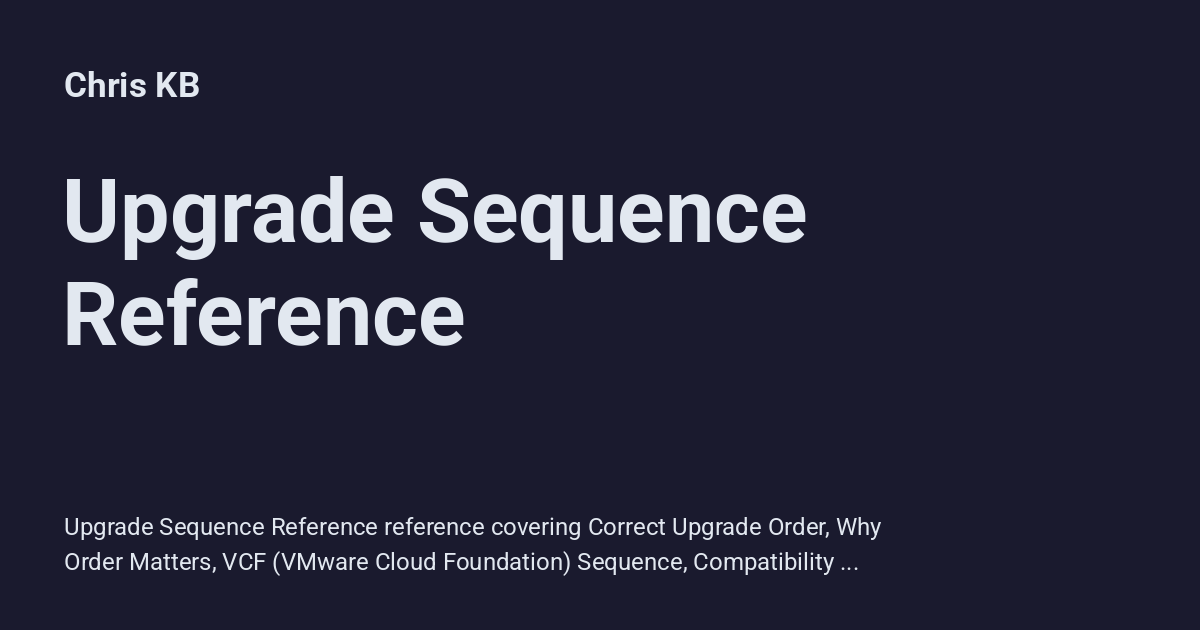 Chris KB
Upgrade Sequence
Reference
Upgrade Sequence Reference reference covering Correct Upgrade Order, Why
Order Matters, VCF (VMware Cloud Foundation) Sequence, Compatibility ...